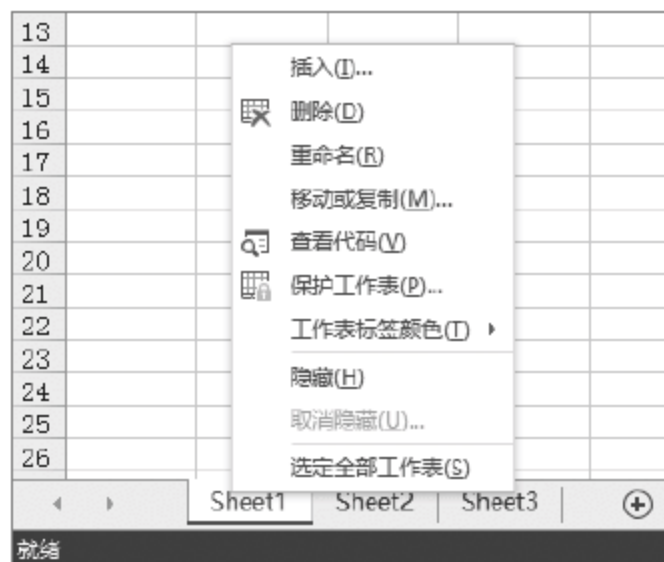 13
14
15
16
17
18
19
20
21
22
23
24
25
26
插入(I)...
删除(D)
重命名(R)
移动或复制(M)...
查看代码(V)
保护工作表(P)...
工作表标签颜色(T)
隐藏(H)
取消隐藏(U)...
选定全部工作表(S)
Sheet1 Sheet2 Sheet3
就绪